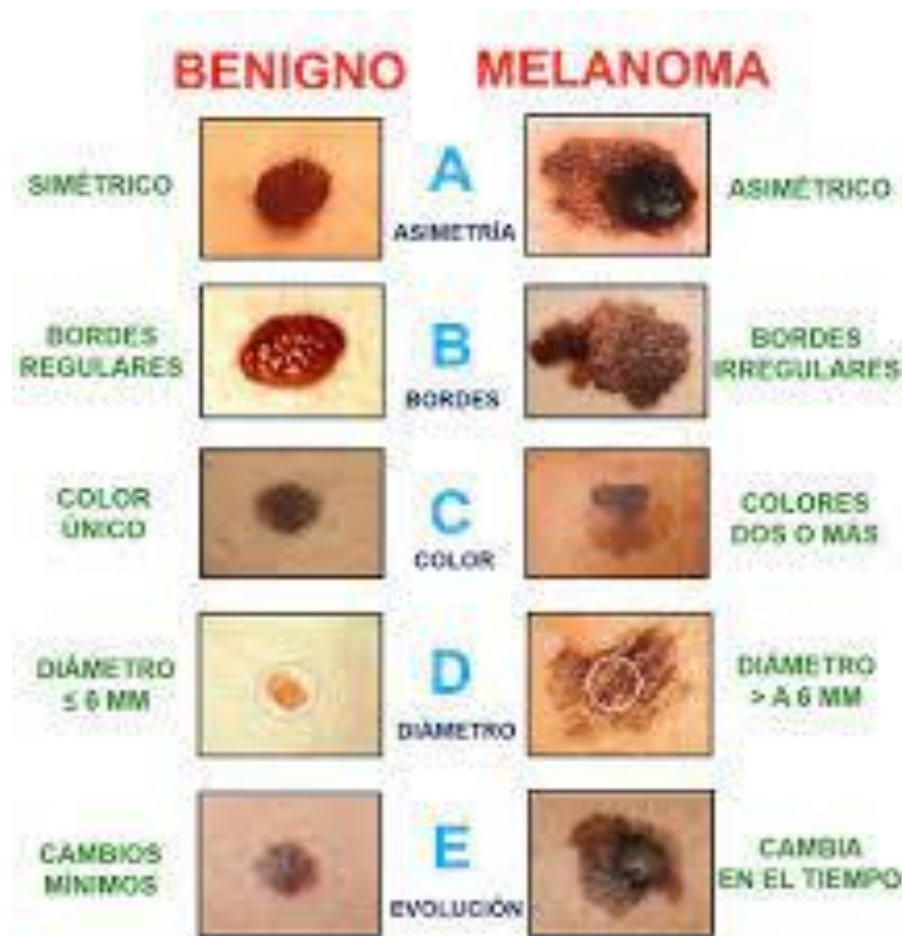 BENIGNO MELANOMA
SIMÉTRICO
A
ASIMETRÍA
ASIMÉTRICO
BORDES
REGULARES
B
BORDES
BORDES
IRREGULARES
COLOR
ÚNICO
C
COLOR
COLORES
DOS O MAS
DIÁMETRO
≤ 6 MM
D
DIÁMETRO
DIÁMETRO
> A 6 MM
CAMBIOS
MÍNIMOS
E
EVOLUCIÓN
CAMBIA
EN EL TIEMPO